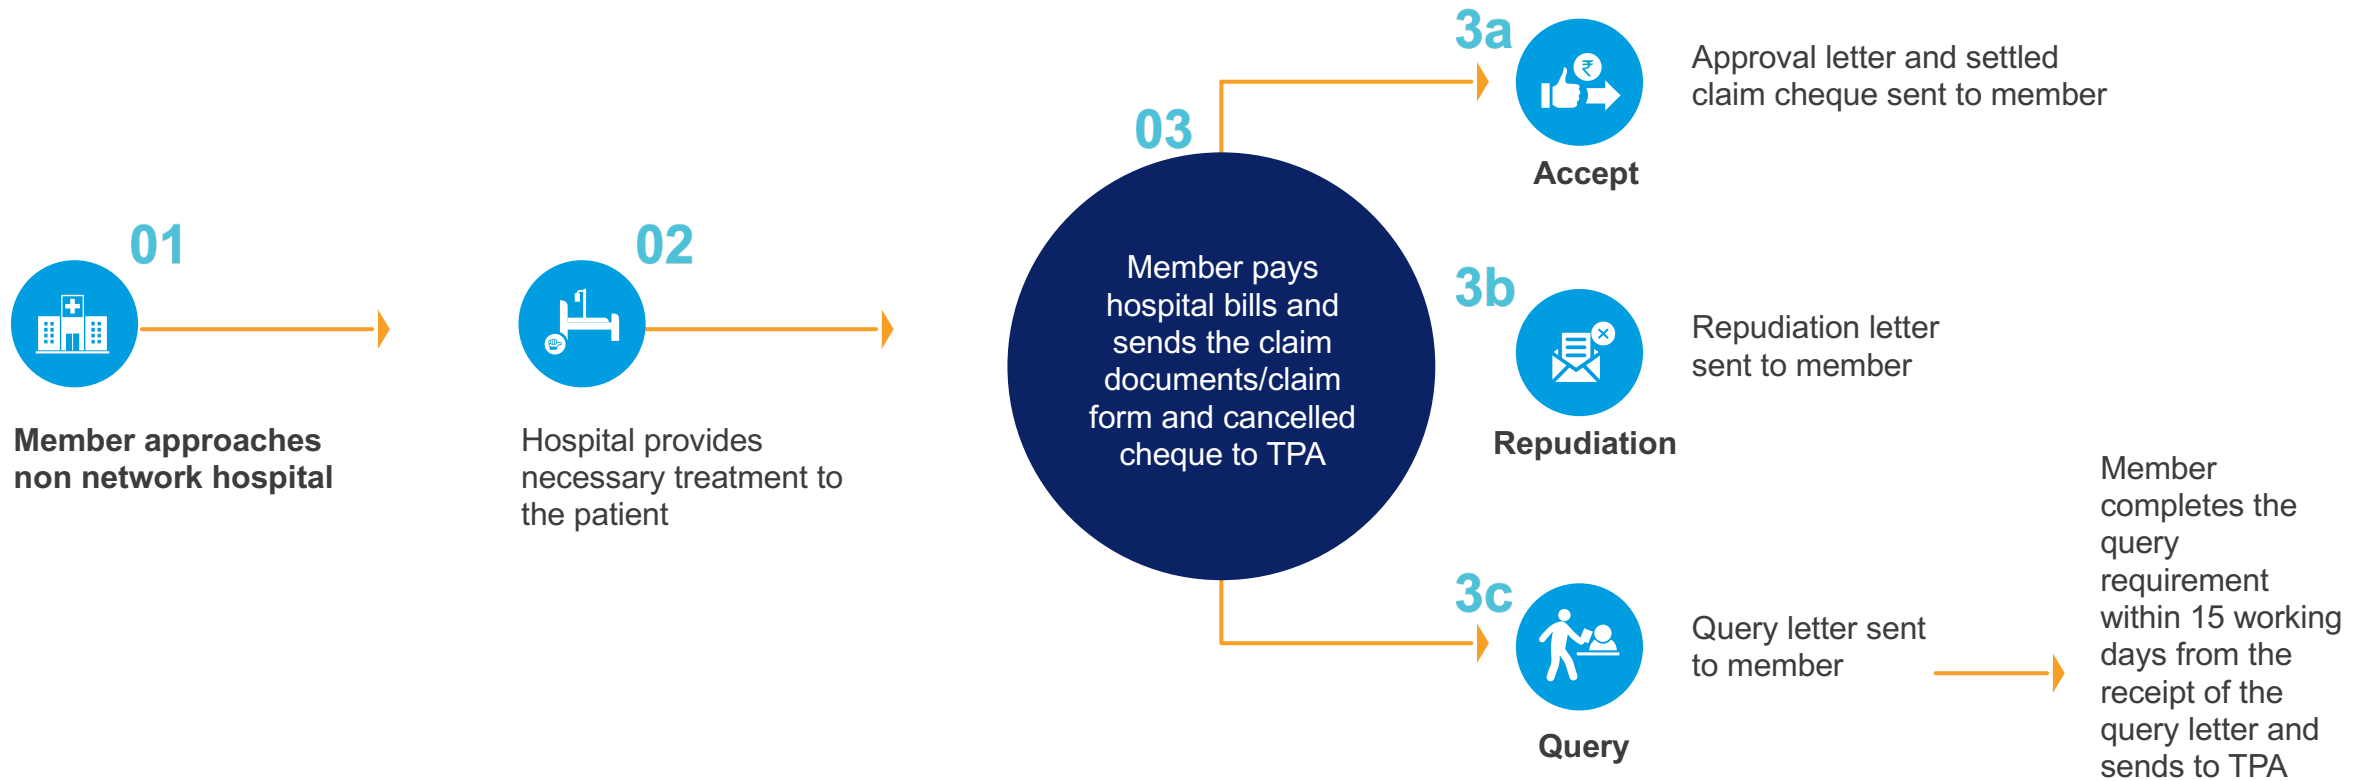 01
Member approaches
non network hospital
02
Hospital provides
necessary treatment to
the patient
03
Member pays
hospital bills and
sends the claim
documents/claim
form and cancelled
cheque to TPA
3a
₹
Accept
Approval letter and settled
claim cheque sent to member
3b
Repudiation
Repudiation letter
sent to member
3c
Query
Query letter sent
to member
Member
completes the
query
requirement
within 15 working
days from the
receipt of the
query letter and
sends to TPA